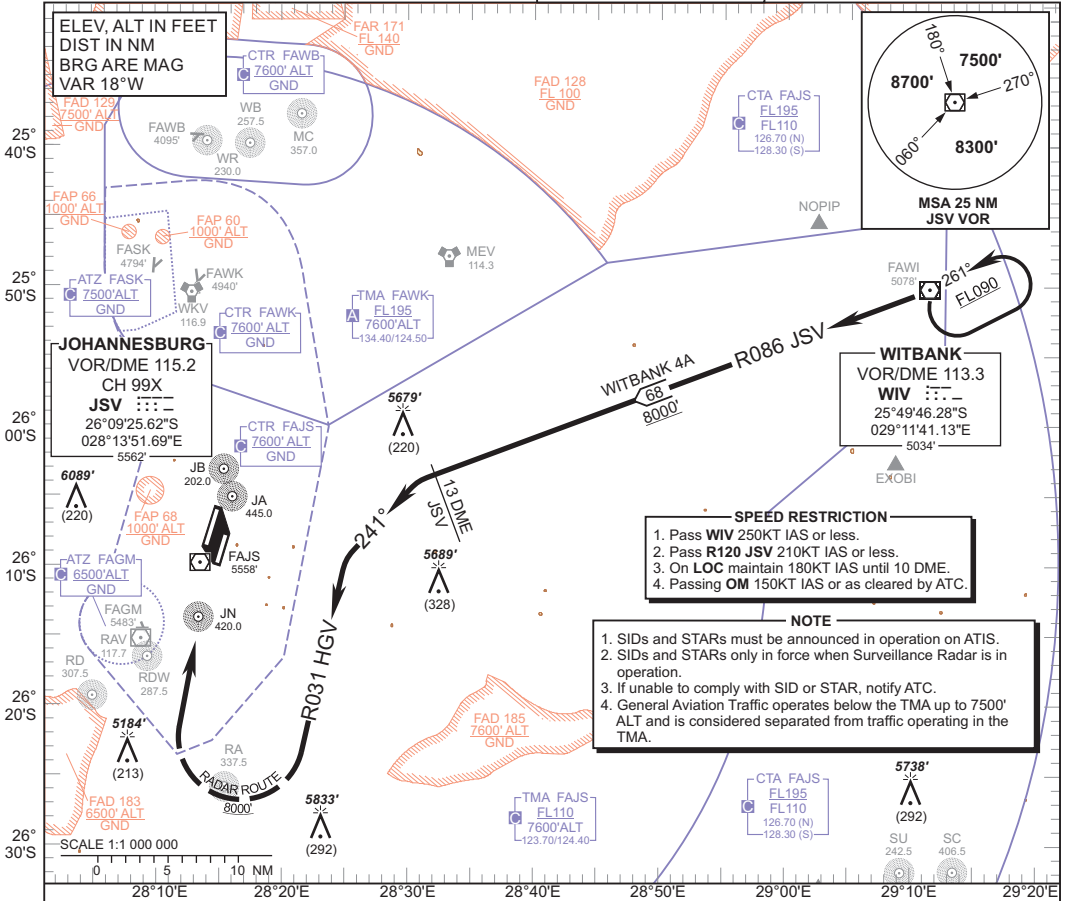 ELEV, ALT IN FEET
DIST IN NM
BRG ARE MAG
VAR 18°W
FAR 171
FL 140
GND
CTR FAWB
C
7600' ALT
GND
FAD 128
FL 100
GND
FAD 129
7500' ALT
GND
WB
257.5
MC
357.0
FAWB
4095'
WR
230.0
CTA FAJS
FL195
C
FL110
126.70 (N)
128.30 (S)
180°
7500'
8700'
270°
060°
8300'
MSA 25 NM
JSV VOR
25°
40'S
FAP 66
1000' ALT
GND
FAP 60
1000' ALT
GND
FASK
4794'
FAWK
4940'
WKV
116.9
MEV
114.3
NOPIP
FAWI
5078'
261°
FL090
25°
50'S
ATZ FASK
C
7500'ALT
GND
CTR FAWK
C
7600' ALT
GND
TMA FAWK
FL195
A
7600'ALT
134.40/124.50
JOHANNESBURG
VOR/DME 115.2
CH 99X
JSV
26°09'25.62"S
028°13'51.69"E
5562'
WITBANK
VOR/DME 113.3
WIV
25°49'46.28"S
029°11'41.13"E
5034'
R086 JSV
WITBANK 4A
68
8000'
26°
00'S
5679'
(220)
CTR FAJS
C
7600' ALT
GND
EXOBI
6089'
(220)
JB
202.0
JA
445.0
FAP 68
1000' ALT
GND
13 DME
JSV
241°
FAJS
5558'
5689'
(328)
26°
10'S
ATZ FAGM
C
6500'ALT
GND
SPEED RESTRICTION
1. Pass WIV 250KT IAS or less.
2. Pass R120 JSV 210KT IAS or less.
3. On LOC maintain 180KT IAS until 10 DME.
4. Passing OM 150KT IAS or as cleared by ATC.
FAGM
5483'
RAV
117.7
JN
420.0
RDW
287.5
RD
307.5
NOTE
1. SIDs and STARs must be announced in operation on ATIS.
2. SIDs and STARs only in force when Surveillance Radar is in
operation.
3. If unable to comply with SID or STAR, notify ATC.
4. General Aviation Traffic operates below the TMA up to 7500'
ALT and is considered separated from traffic operating in the
TMA.
R031 HGV
26°
20'S
5184'
(213)
FAD 185
7600' ALT
GND
RA
337.5
RADAR ROUTE
8000'
FAD 183
6500' ALT
GND
5833'
(292)
TMA FAJS
FL110
C
7600'ALT
123.70/124.40
CTA FAJS
FL195
C
FL110
126.70 (N)
128.30 (S)
5738'
(292)
26°
30'S
SU
242.5
SC
406.5
SCALE 1:1 000 000
0 5 10 NM
28°10'E 28°20'E 28°30'E 28°40'E 28°50'E 29°00'E 29°10'E 29°20'E